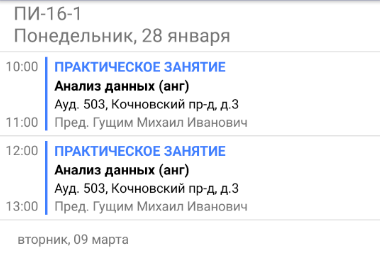 ПИ-16-1
Понедельник, 28 января
10:00 ПРАКТИЧЕСКОЕ ЗАНЯТИЕ
Анализ данных (анг)
Ауд. 503, Кочновский пр-д, д.3
11:00 Пред. Гущим Михаил Иванович
12:00 ПРАКТИЧЕСКОЕ ЗАНЯТИЕ
Анализ данных (анг)
Ауд. 503, Кочновский пр-д, д.3
13:00 Пред. Гущим Михаил Иванович
вторник, 09 марта